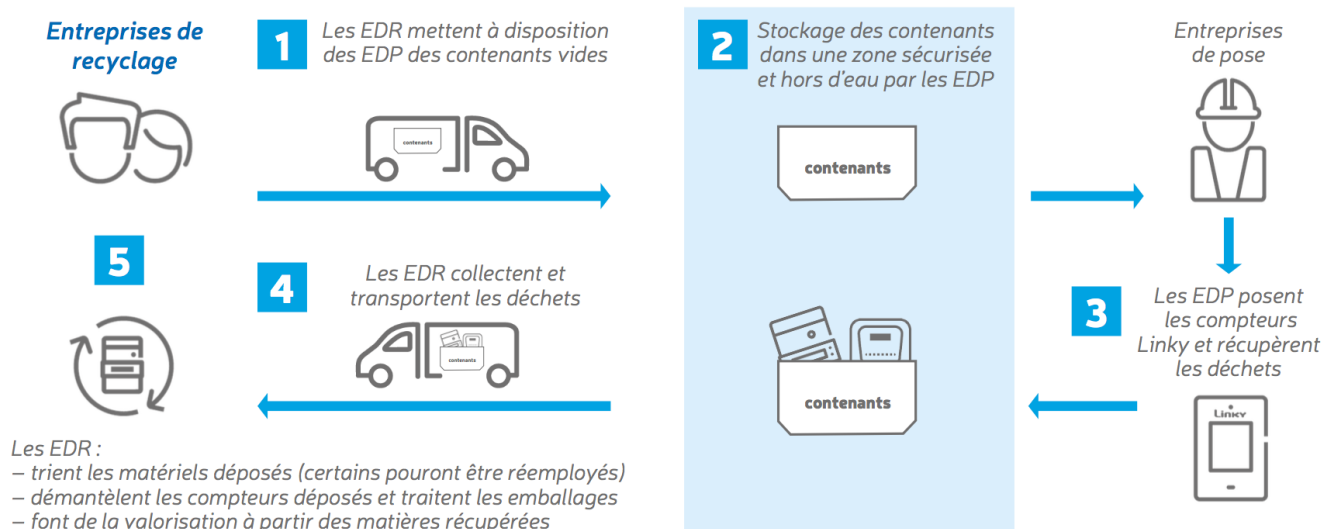 Entreprises de
recyclage
1
Les EDR mettent à disposition
des EDP des contenants vides
contenants
2
Stockage des contenants
dans une zone sécurisée
et hors d'eau par les EDP
contenants
Entreprises
de pose
3
Les EDP posent
les compteurs
Linky et récupèrent
les déchets
Linky
contenants
4
Les EDR collectent et
transportent les déchets
contenants
5
Les EDR :
– trient les matériels déposés (certains pouront être réemployés)
– démantèlent les compteurs déposés et traitent les emballages
– font de la valorisation à partir des matières récupérées